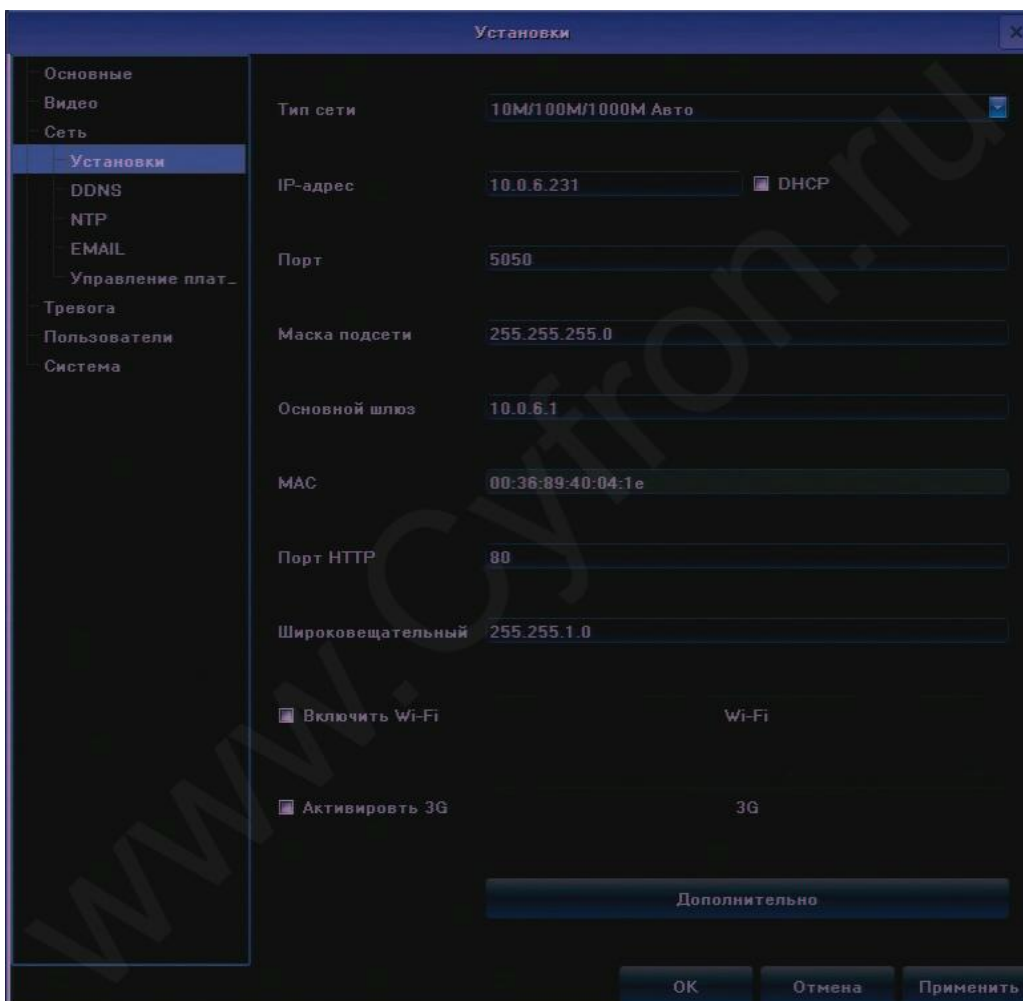 Установки
Основные
Видео
Сеть
Установки
DDNS
NTP
EMAIL
Управление плат_
Тревога
Пользователи
Система
Тип сети 10M/100M/1000M Авто
IP-адрес 10.0.6.231 DHCP
Порт 5050
Маска подсети 255.255.255.0
Основной шлюз 10.0.6.1
MAC 00:36:89:40:04:1e
Порт HTTP 80
Широковещательный 255.255.1.0
Включить Wi-Fi Wi-Fi
Активировть 3G 3G
Дополнительно
OK Отмена Применить
www.Cyfron.ru